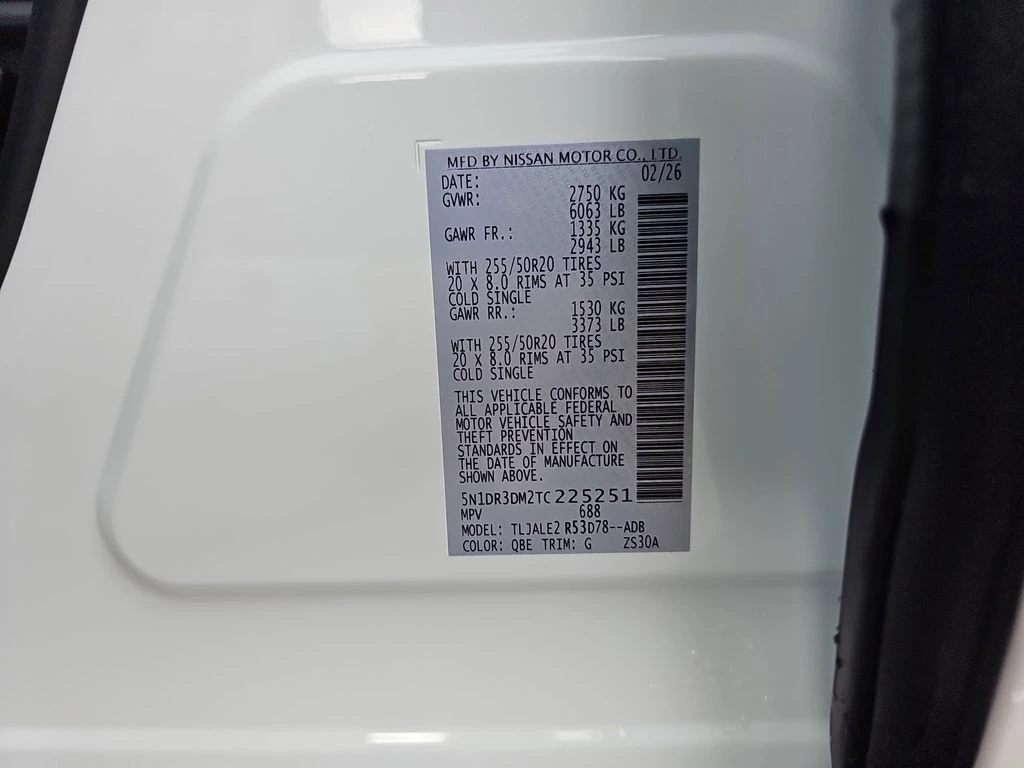 MFD BY NISSAN MOTOR CO., LTD.
DATE: 02/26
GVWR: 2750 KG
6063 LB
GAWR FR.: 1335 KG
2943 LB
WITH 255/50R20 TIRES
20 X 8.0 RIMS AT 35 PSI
COLD SINGLE
GAWR RR.: 1530 KG
3373 LB
WITH 255/50R20 TIRES
20 X 8.0 RIMS AT 35 PSI
COLD SINGLE
THIS VEHICLE CONFORMS TO
ALL APPLICABLE FEDERAL
MOTOR VEHICLE SAFETY AND
THEFT PREVENTION
STANDARDS IN EFFECT ON
THE DATE OF MANUFACTURE
SHOWN ABOVE.
5N1DR3DM2TC225251
MPV 688
MODEL: TLJALE2 R53D78--ADB
COLOR: QBE TRIM: G ZS30A